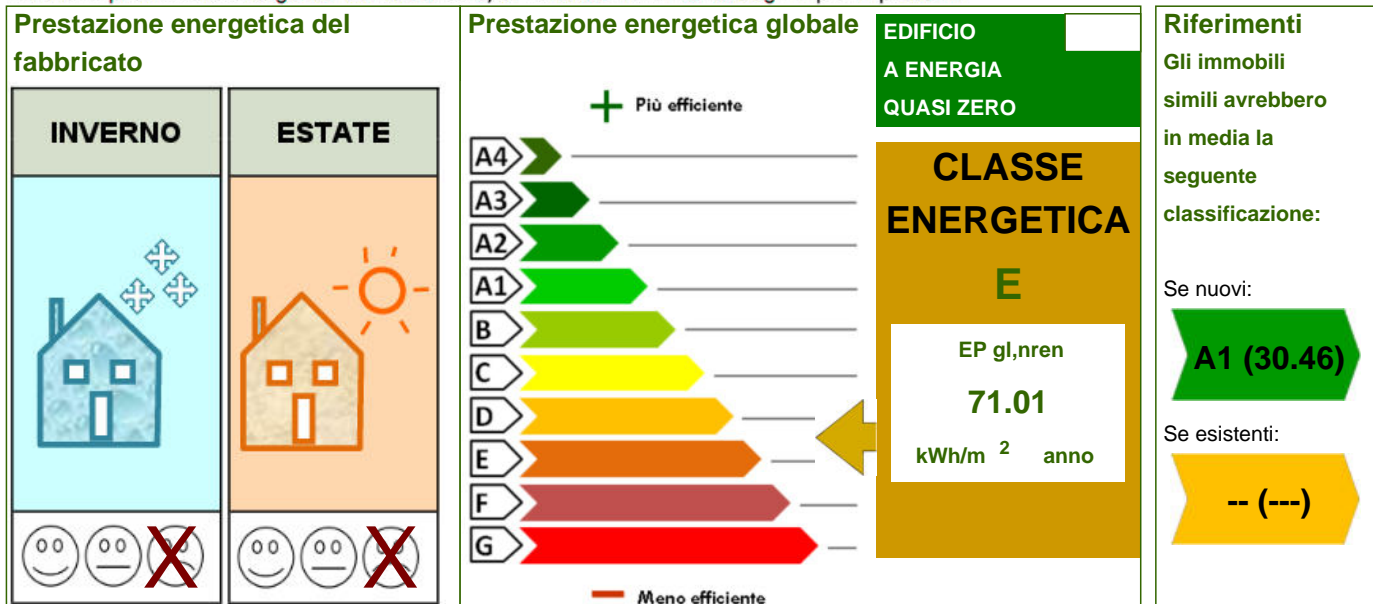 Prestazione energetica del
fabbricato
INVERNO
ESTATE
Prestazione energetica globale
Più efficiente
A4
A3
A2
A1
B
C
D
E
F
G
Meno efficiente
EDIFICIO
A ENERGIA
QUASI ZERO
CLASSE
ENERGETICA
E
EP gl,nren
71.01
kWh/m 2 anno
Riferimenti
Gli immobili
simili avrebbero
in media la
seguente
classificazione:
Se nuovi:
A1 (30.46)
Se esistenti:
-- (---)